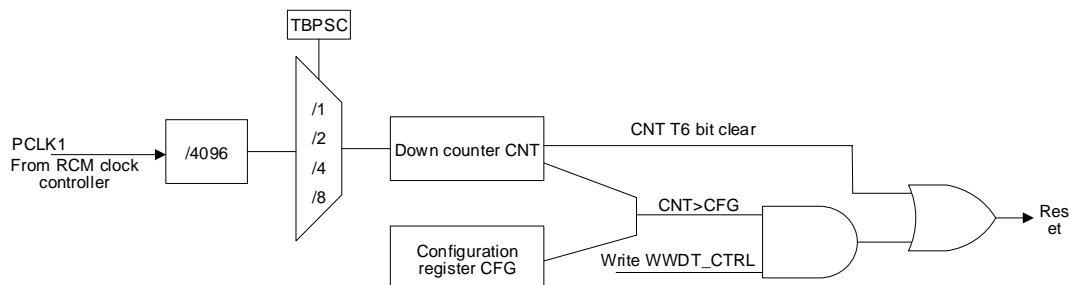 TBPSC
/1
/2
/4
/8
PCLK1
From RCM clock
controller
/4096
Down counter CNT
CNT T6 bit clear
CNT>CFG
Configuration
register CFG
Write WWDT_CTRL
Res
et